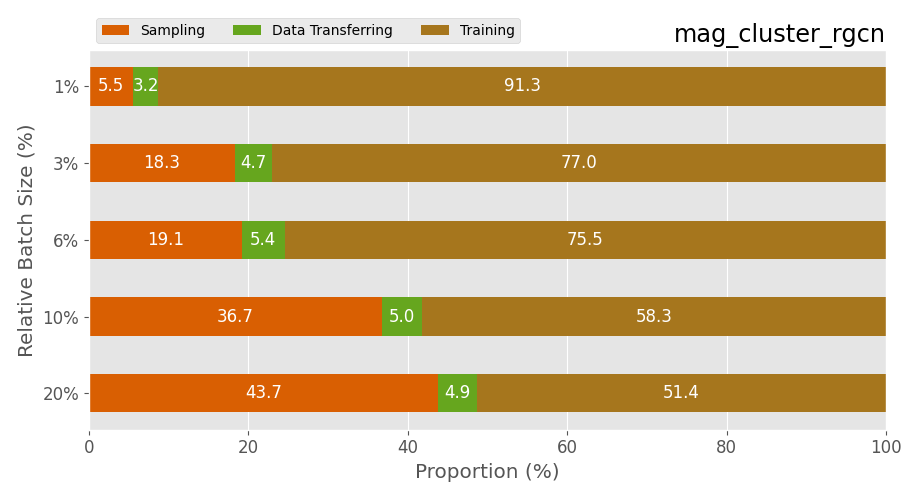 Sampling Data Transferring Training
mag_cluster_rgcn
1% 5.5 3.2 91.3
3% 18.3 4.7 77.0
6% 19.1 5.4 75.5
10% 36.7 5.0 58.3
20% 43.7 4.9 51.4
0 20 40 60 80 100
Proportion (%)
Relative Batch Size (%)